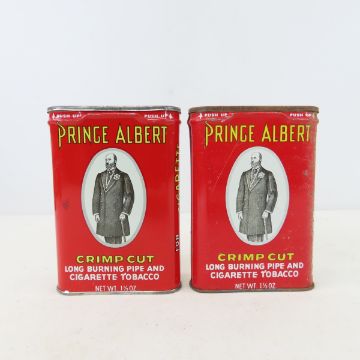 PUSH UP PUSH UP
PRINCE ALBERT
CRIMP CUT
LONG BURNING PIPE AND
CIGARETTE TOBACCO
NET WT. 1½ OZ
PUSH UP PUSH UP
PRINCE ALBERT
CRIMP CUT
LONG BURNING PIPE AND
CIGARETTE TOBACCO
NET WT. 1½ OZ.